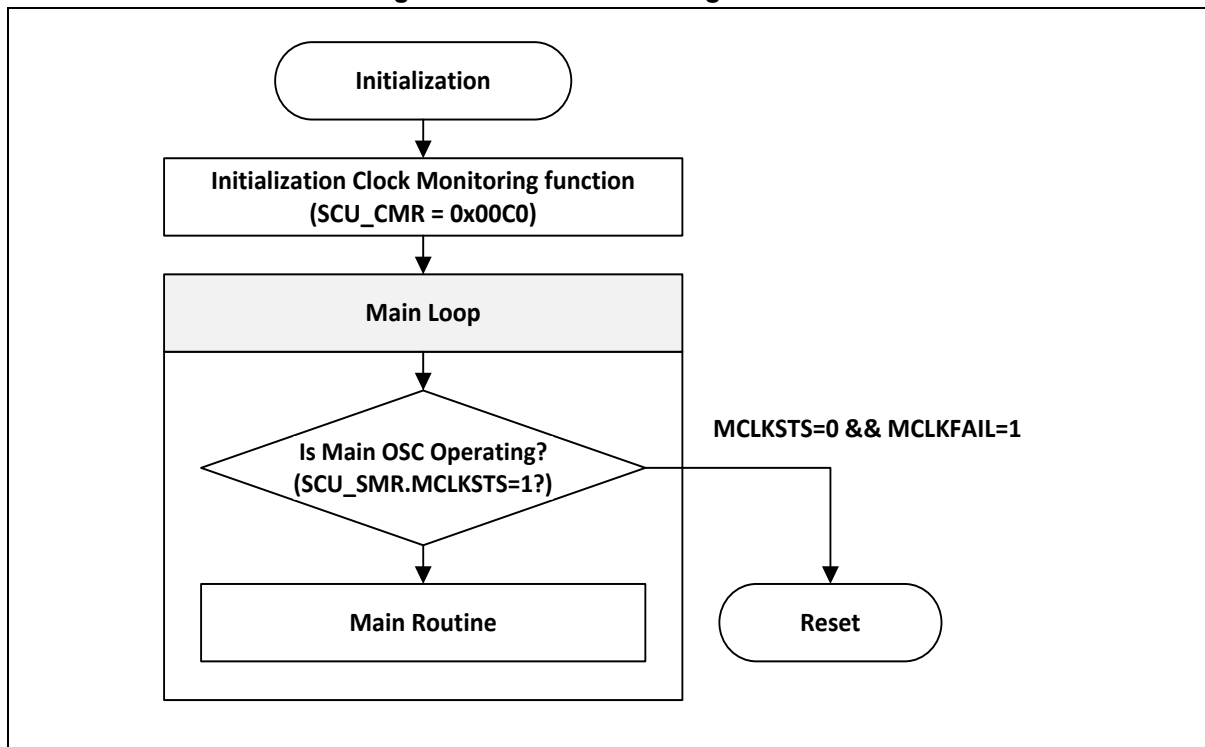 Initialization
Initialization Clock Monitoring function
(SCU_CMR = 0x00C0)
Main Loop
Is Main OSC Operating?
(SCU_SMR.MCLKSTS=1?)
MCLKSTS=0 && MCLKFAIL=1
Main Routine
Reset